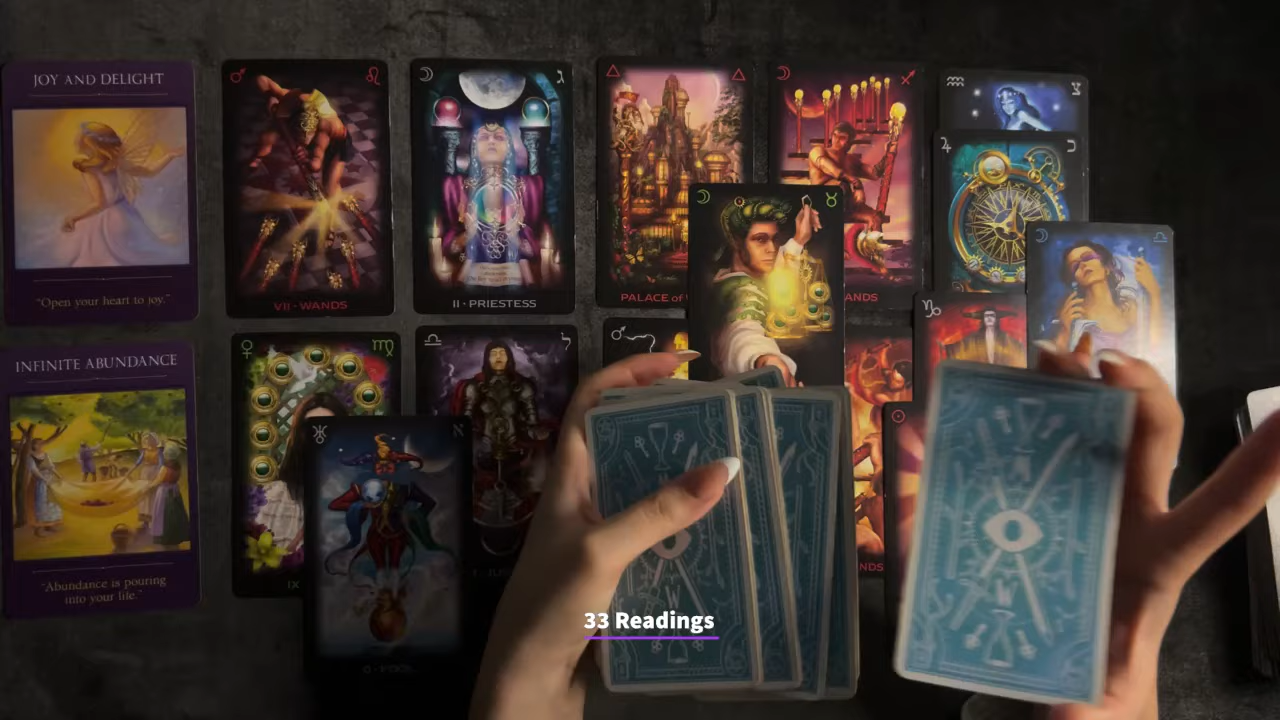 JOY AND DELIGHT
"Open your heart to joy."
VII · WANDS
II · PRIESTESS
PALACE of
ANDS
INFINITE ABUNDANCE
"Abundance is pouring
into your life."
IX
NDS
33 Readings